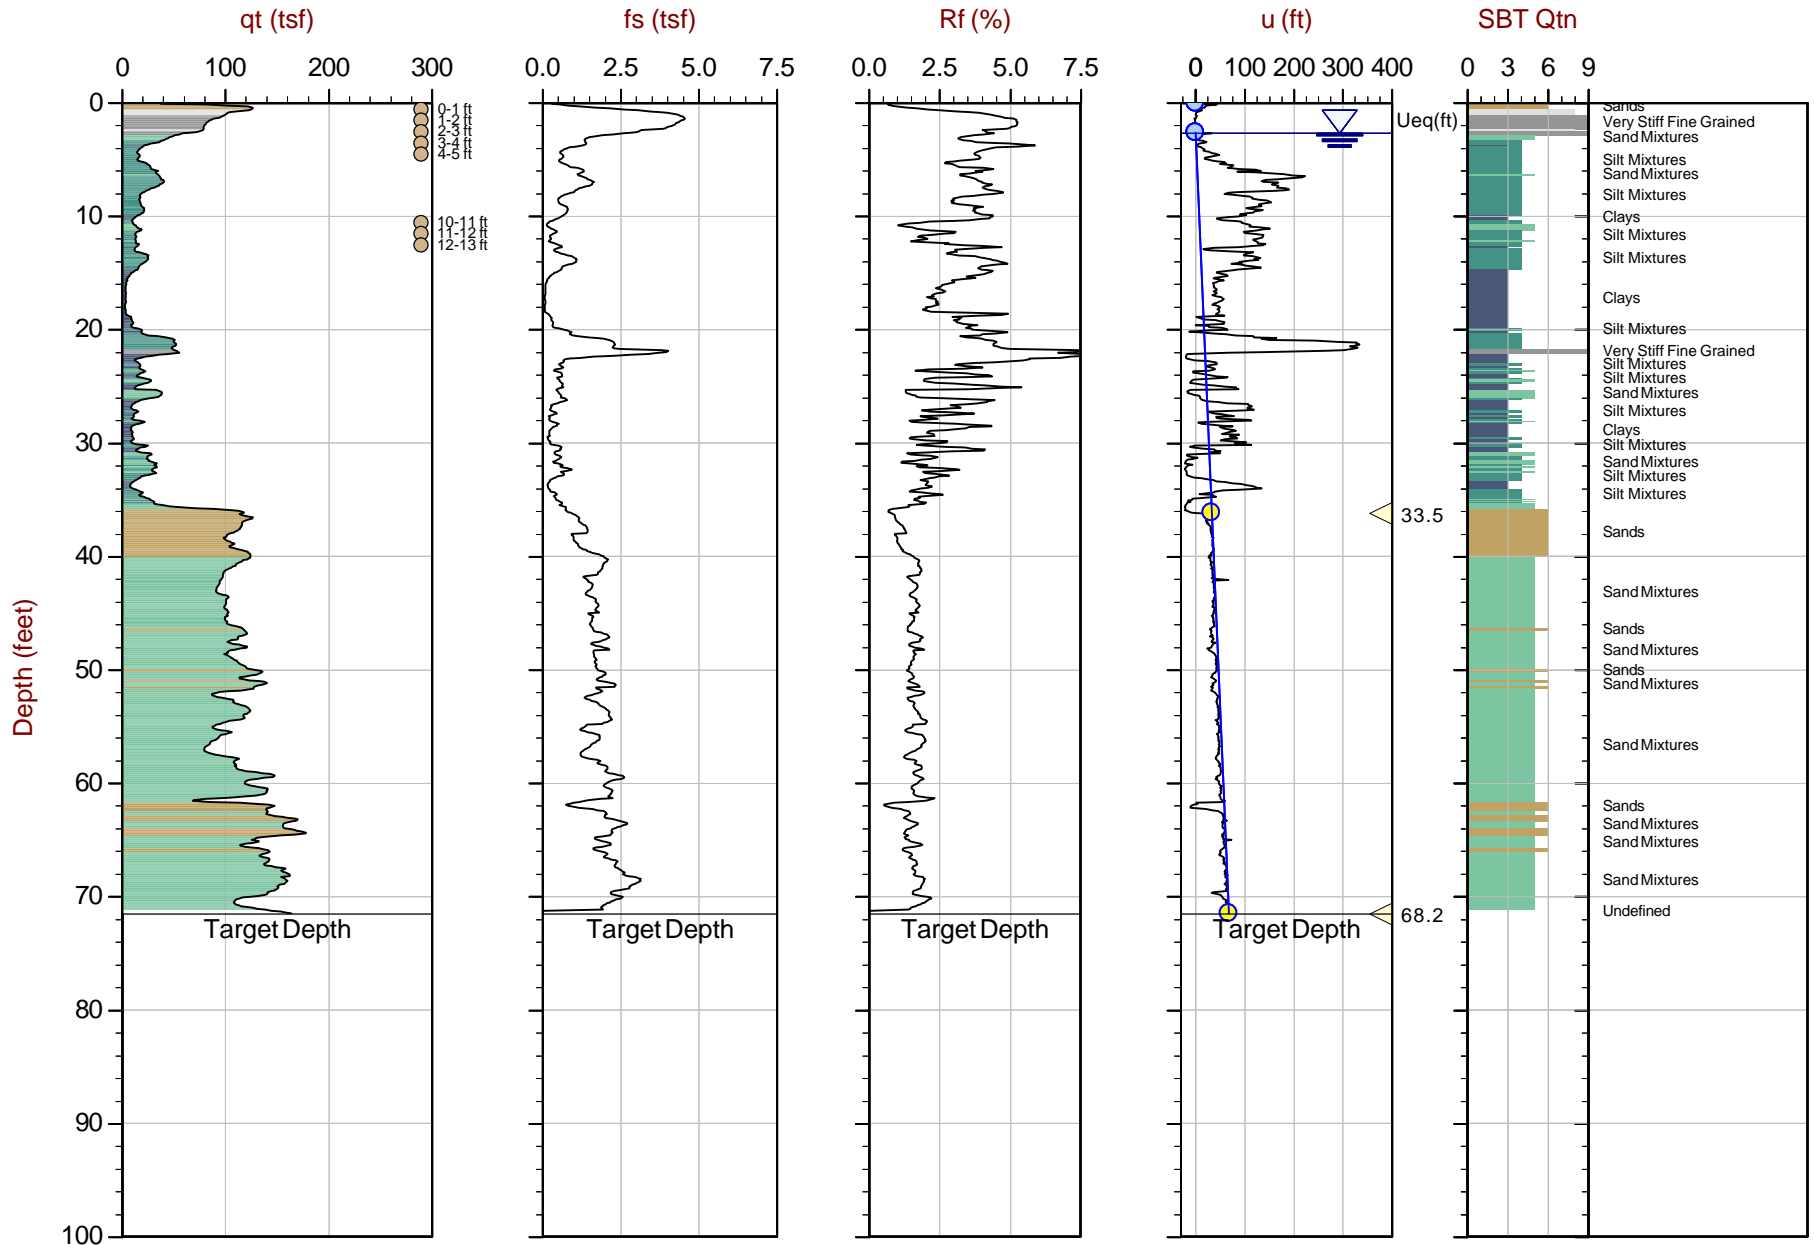 qt (tsf) fs (tsf) Rf (%) u (ft) SBT Qtn
0 100 200 300 0.0 2.5 5.0 7.5 0.0 2.5 5.0 7.5 0 100 200 300 400 0 3 6 9
0
10
20
30
40
50
60
70
80
90
100
Depth (feet)
0-1 ft
1-2 ft
2-3 ft
3-4 ft
4-5 ft
10-11 ft
11-12 ft
12-13 ft
Target Depth Target Depth Target Depth Target Depth
Ueq(ft)
33.5
68.2
Sands
Very Stiff Fine Grained
Sand Mixtures
Silt Mixtures
Sand Mixtures
Silt Mixtures
Clays
Silt Mixtures
Silt Mixtures
Clays
Silt Mixtures
Very Stiff Fine Grained
Silt Mixtures
Silt Mixtures
Sand Mixtures
Silt Mixtures
Clays
Silt Mixtures
Sand Mixtures
Silt Mixtures
Silt Mixtures
Sands
Sand Mixtures
Sands
Sand Mixtures
Sands
Sand Mixtures
Sand Mixtures
Sands
Sand Mixtures
Sand Mixtures
Sand Mixtures
Undefined